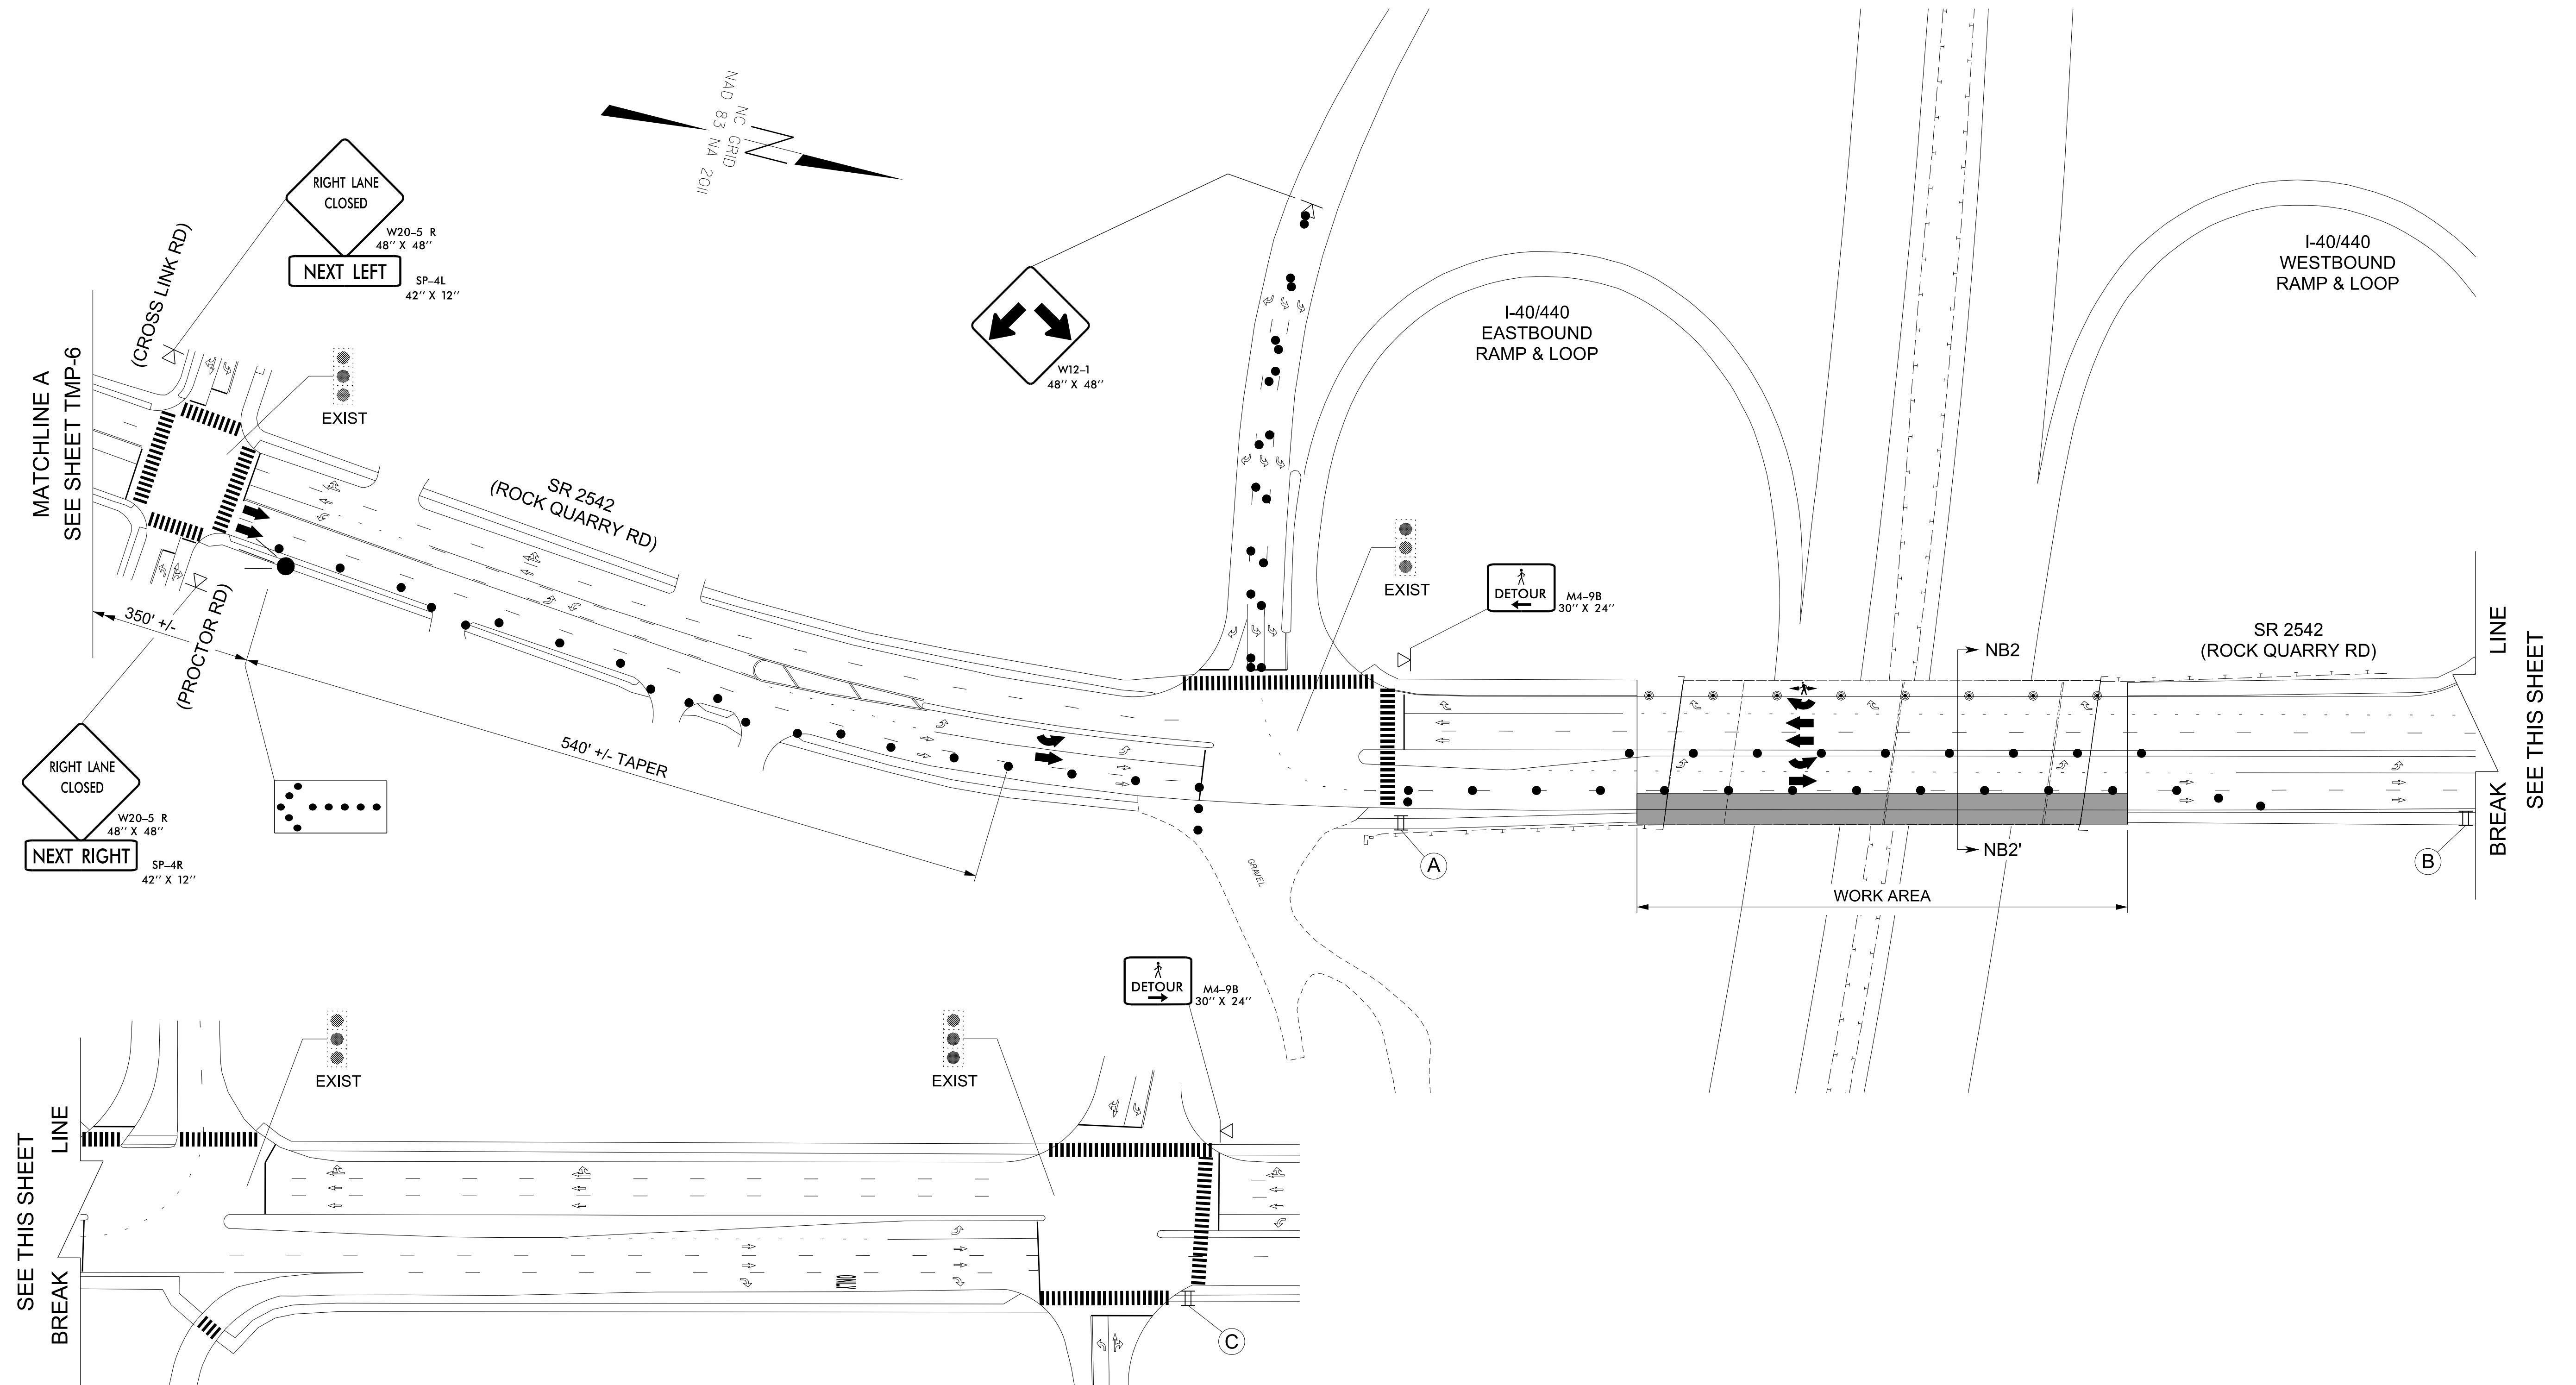 NC GRID
NAD 83 NA 2011
RIGHT LANE
CLOSED
W20-5 R
48'' X 48''
NEXT LEFT
SP-4L
42'' X 12''
(CROSS LINK RD)
EXIST
MATCHLINE A
SEE SHEET TMP-6
SR 2542
(ROCK QUARRY RD)
W12-1
48'' X 48''
I-40/440
EASTBOUND
RAMP & LOOP
I-40/440
WESTBOUND
RAMP & LOOP
EXIST
DETOUR
M4-9B
30'' X 24''
350' +/-
(PROCTOR RD)
540' +/- TAPER
RIGHT LANE
CLOSED
W20-5 R
48'' X 48''
NEXT RIGHT
SP-4R
42'' X 12''
GRAVEL
A
NB2
NB2'
WORK AREA
SR 2542
(ROCK QUARRY RD)
B
BREAK LINE
SEE THIS SHEET
DETOUR
M4-9B
30'' X 24''
EXIST
EXIST
SEE THIS SHEET
BREAK LINE
ONLY
C